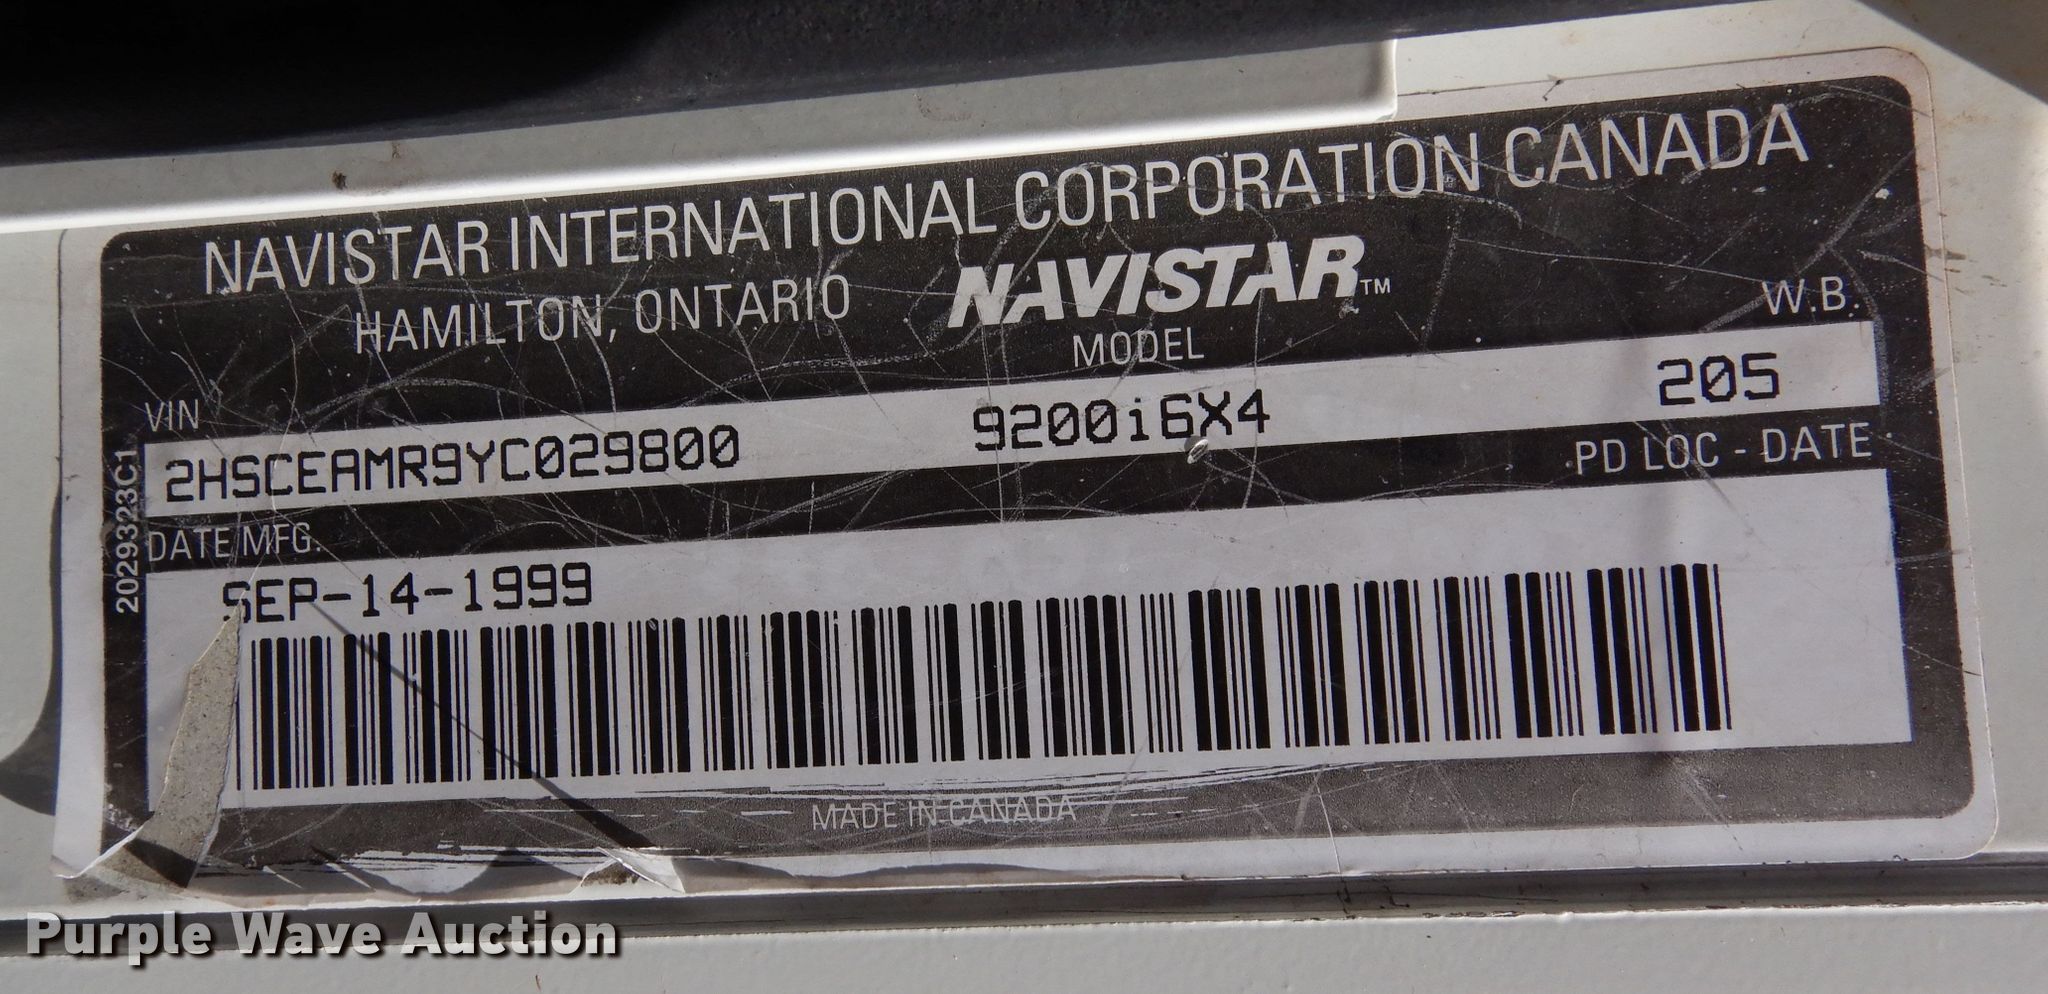 NAVISTAR INTERNATIONAL CORPORATION CANADA
HAMILTON, ONTARIO
NAVISTAR™
MODEL
W.B.
VIN
2HSCEAMR9YC029800
9200i6X4
205
DATE MFG.
PD LOC - DATE
SEP-14-1999
2029323C1
MADE IN CANADA
Purple Wave Auction